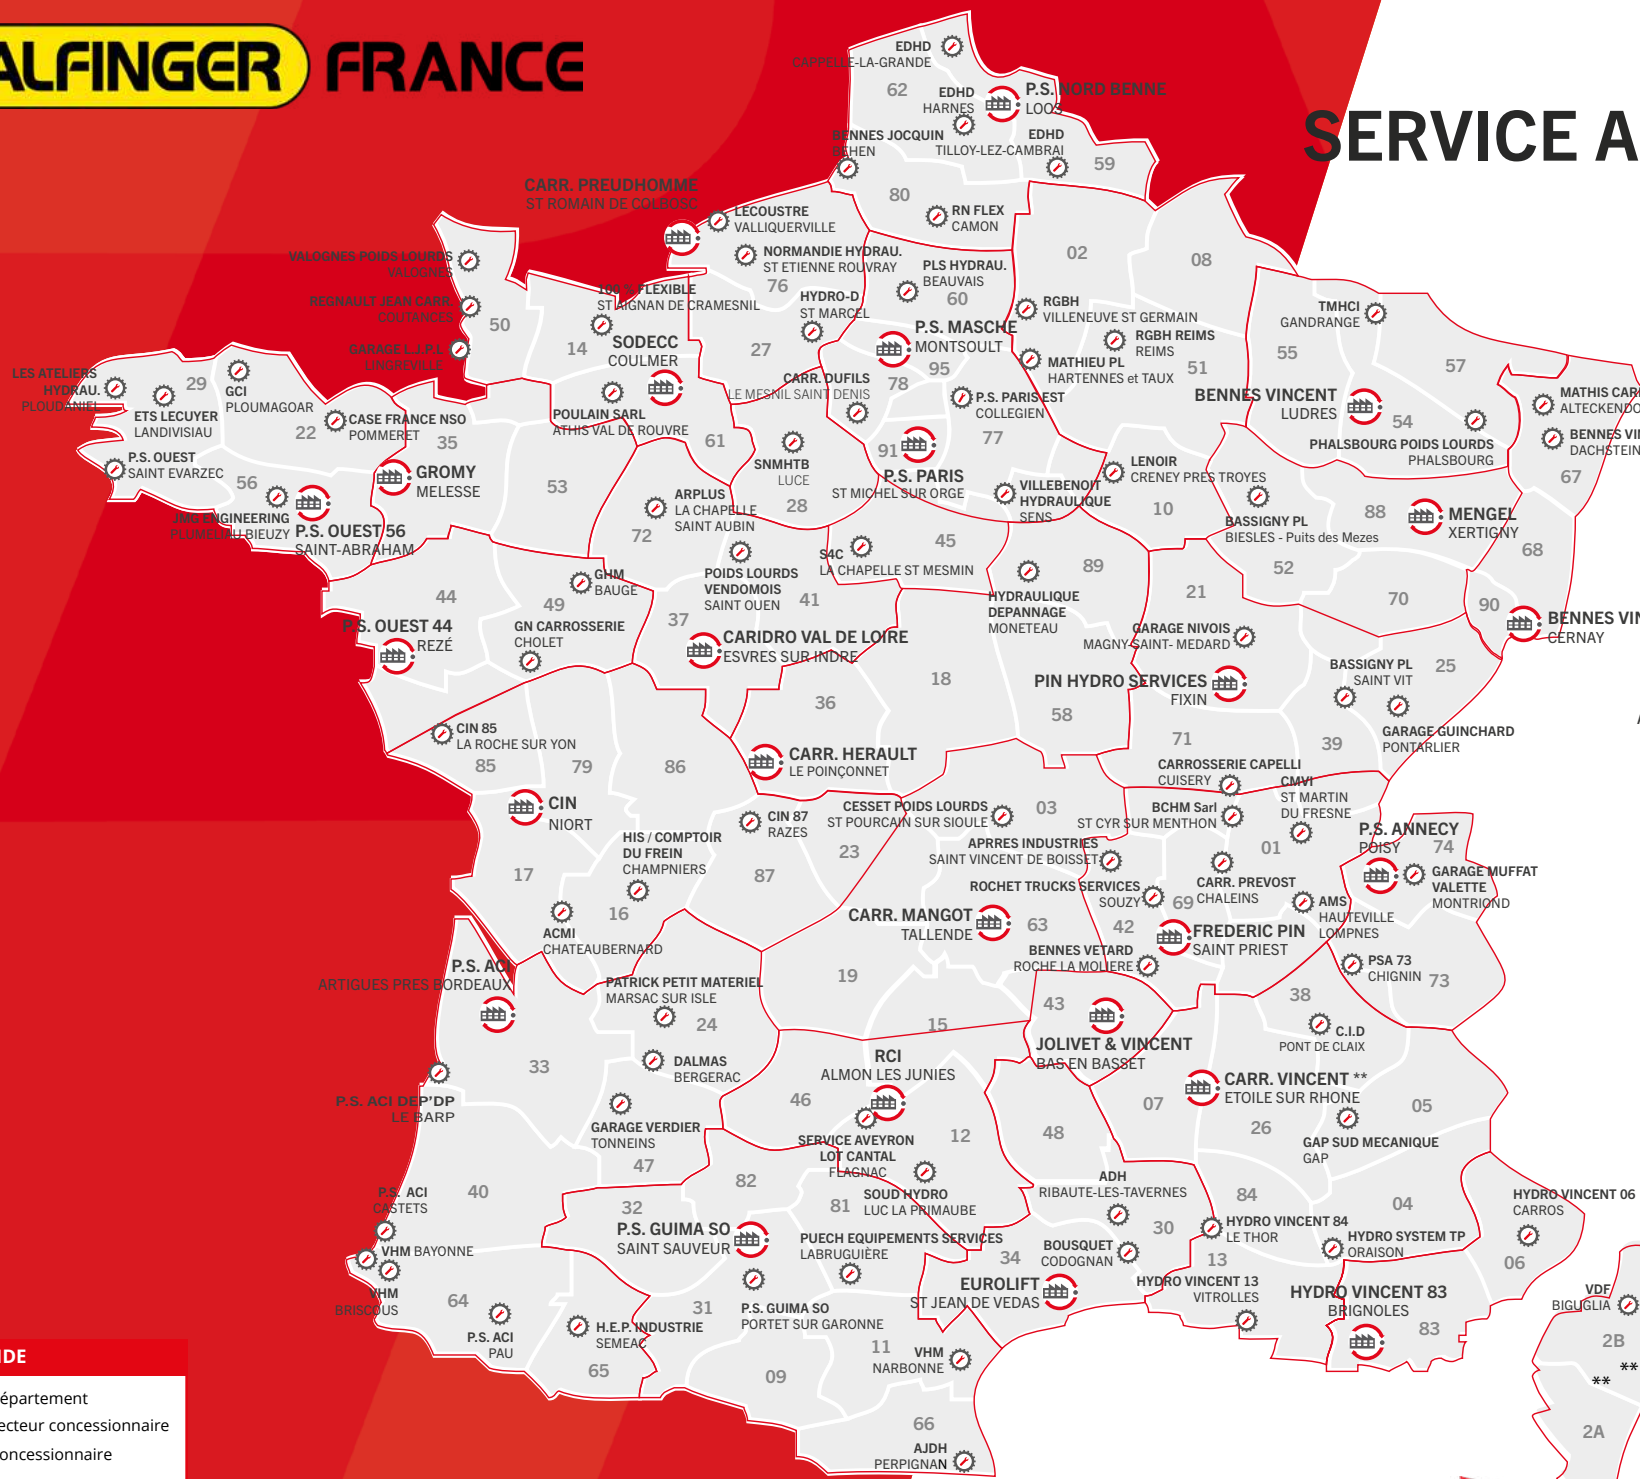 ALFINGER FRANCE
SERVICE A
EDHD
CAPPELLE-LA-GRANDE
62
EDHD
HARNES
P.S. NORD BENNE
LOOS
BENNES JOCQUIN
BEHEN
EDHD
TILLOY-LEZ-CAMBRAI
59
80
RN FLEX
CAMON
CARR. PREUDHOMME
ST ROMAIN DE COLBOSC
LECOUSTRE
VALLIQUERVILLE
NORMANDIE HYDRAU.
ST ETIENNE ROUVRAY
76
PLS HYDRAU.
BEAUVAIS
60
02
08
VALOGNES POIDS LOURDS
VALOGNES
REGNAULT JEAN CARR.
COUTANCES
50
GARAGE L.J.P.L
LINGREVILLE
100 % FLEXIBLE
ST AIGNAN DE CRAMESNIL
14
HYDRO-D
ST MARCEL
27
SODECC
COULMER
P.S. MASCHE
MONTSOULT
95
78
RGBH
VILLENEUVE ST GERMAIN
RGBH REIMS
REIMS
51
MATHIEU PL
HARTENNES et TAUX
TMHCI
GANDRANGE
55
57
BENNES VINCENT
LUDRES
54
MATHIS CAR
ALTECKENDO
PHALSBOURG POIDS LOURDS
PHALSBOURG
BENNES VI
DACHSTEIN
67
LES ATELIERS
HYDRAU.
PLOUDANIEL
29
ETS LECUYER
LANDIVISIAU
GCI
PLOUMAGOAR
22
CASE FRANCE NSO
POMMERET
35
P.S. OUEST
SAINT EVARZEC
56
GROMY
MELESSE
53
JMG ENGINEERING
PLUMELIAU BIEUZY
P.S. OUEST 56
SAINT-ABRAHAM
POULAIN SARL
ATHIS VAL DE ROUVRE
61
CARR. DUFILS
LE MESNIL SAINT DENIS
P.S. PARIS EST
COLLEGIEN
77
91
P.S. PARIS
ST MICHEL SUR ORGE
SNMHTB
LUCE
28
VILLEBENOIT
HYDRAULIQUE
SENS
LENOIR
CRENEY PRES TROYES
10
BASSIGNY PL
BIESLES - Puits des Mezes
88
MENGEL
XERTIGNY
52
68
ARPLUS
LA CHAPELLE
SAINT AUBIN
72
S4C
LA CHAPELLE ST MESMIN
45
POIDS LOURDS
VENDOMOIS
SAINT OUEN
41
89
HYDRAULIQUE
DEPANNAGE
MONETEAU
21
70
90
BENNES VIN
CERNAY
44
GHM
BAUGE
49
37
P.S. OUEST 44
REZÉ
GN CARROSSERIE
CHOLET
CARIDRO VAL DE LOIRE
ESVRES SUR INDRE
GARAGE NIVOIS
MAGNY-SAINT- MEDARD
BASSIGNY PL
SAINT VIT
25
PIN HYDRO SERVICES
FIXIN
18
36
58
GARAGE GUINCHARD
PONTARLIER
71
39
CIN 85
LA ROCHE SUR YON
85
79
86
CARR. HERAULT
LE POINÇONNET
CARROSSERIE CAPELLI
CUISERY
CMVI
ST MARTIN
DU FRESNE
CIN
NIORT
CIN 87
RAZES
CESSET POIDS LOURDS
ST POURCAIN SUR SIOULE
03
BCHM Sarl
ST CYR SUR MENTHON
01
P.S. ANNECY
POISY
74
HIS / COMPTOIR
DU FREIN
CHAMPNIERS
23
87
APRRES INDUSTRIES
SAINT VINCENT DE BOISSET
GARAGE MUFFAT
VALETTE
MONTRIOND
17
16
ROCHET TRUCKS SERVICES
SOUZY
69
CARR. PREVOST
CHALEINS
AMS
HAUTEVILLE
LOMPNES
ACMI
CHATEAUBERNARD
CARR. MANGOT
TALLENDE
63
42
FREDERIC PIN
SAINT PRIEST
BENNES VETARD
ROCHE LA MOLIERE
PSA 73
CHIGNIN
73
P.S. ACI
ARTIGUES PRES BORDEAUX
PATRICK PETIT MATERIEL
MARSAC SUR ISLE
24
19
43
38
15
C.I.D
PONT DE CLAIX
33
DALMAS
BERGERAC
RCI
ALMON LES JUNIES
JOLIVET & VINCENT
BAS EN BASSET
CARR. VINCENT **
ETOILE SUR RHONE
P.S. ACI DEP'DP
LE BARP
46
07
05
GARAGE VERDIER
TONNEINS
SERVICE AVEYRON
LOT CANTAL
FLAGNAC
12
48
26
GAP SUD MECANIQUE
GAP
47
82
ADH
RIBAUTE-LES-TAVERNES
P.S. ACI
CASTETS
40
32
81
SOUD HYDRO
LUC LA PRIMAUBE
84
04
HYDRO VINCENT 06
CARROS
P.S. GUIMA SO
SAINT SAUVEUR
PUECH EQUIPEMENTS SERVICES
LABRUGUIÈRE
30
HYDRO VINCENT 84
LE THOR
HYDRO SYSTEM TP
ORAISON
VHM BAYONNE
BOUSQUET
CODOGNAN
34
13
06
VHM
BRISCOUS
64
EUROLIFT
ST JEAN DE VEDAS
HYDRO VINCENT 13
VITROLLES
HYDRO VINCENT 83
BRIGNOLES
83
VDF
BIGUGLIA
31
P.S. GUIMA SO
PORTET SUR GARONNE
P.S. ACI
PAU
H.E.P. INDUSTRIE
SEMEAC
65
11
VHM
NARBONNE
09
2B
**
**
66
AJDH
PERPIGNAN
2A
NDE
épartement
ecteur concessionnaire
oncessionnaire